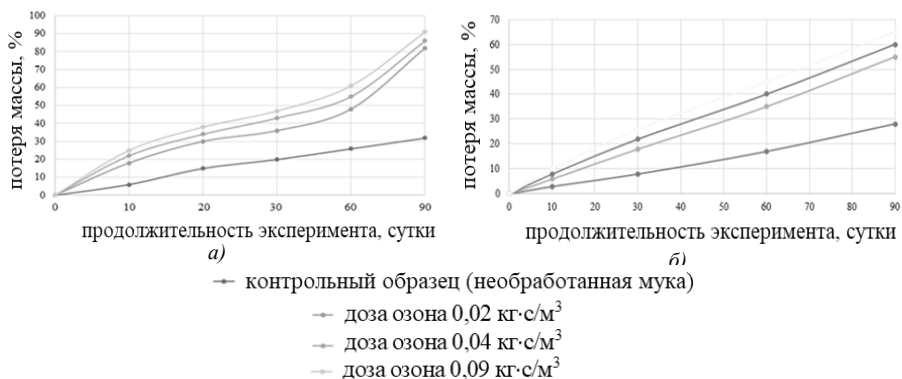 потеря массы, %
100
90
80
70
60
50
40
30
20
10
0
0 10 20 30 60 90
продолжительность эксперимента, сутки
а)
потеря массы, %
70
60
50
40
30
20
10
0
0 10 20 30 40 50 60 70 80 90
продолжительность эксперимента, сутки
б)
контрольный образец (необработанная мука)
доза озона 0,02 кг·с/м³
доза озона 0,04 кг·с/м³
доза озона 0,09 кг·с/м³